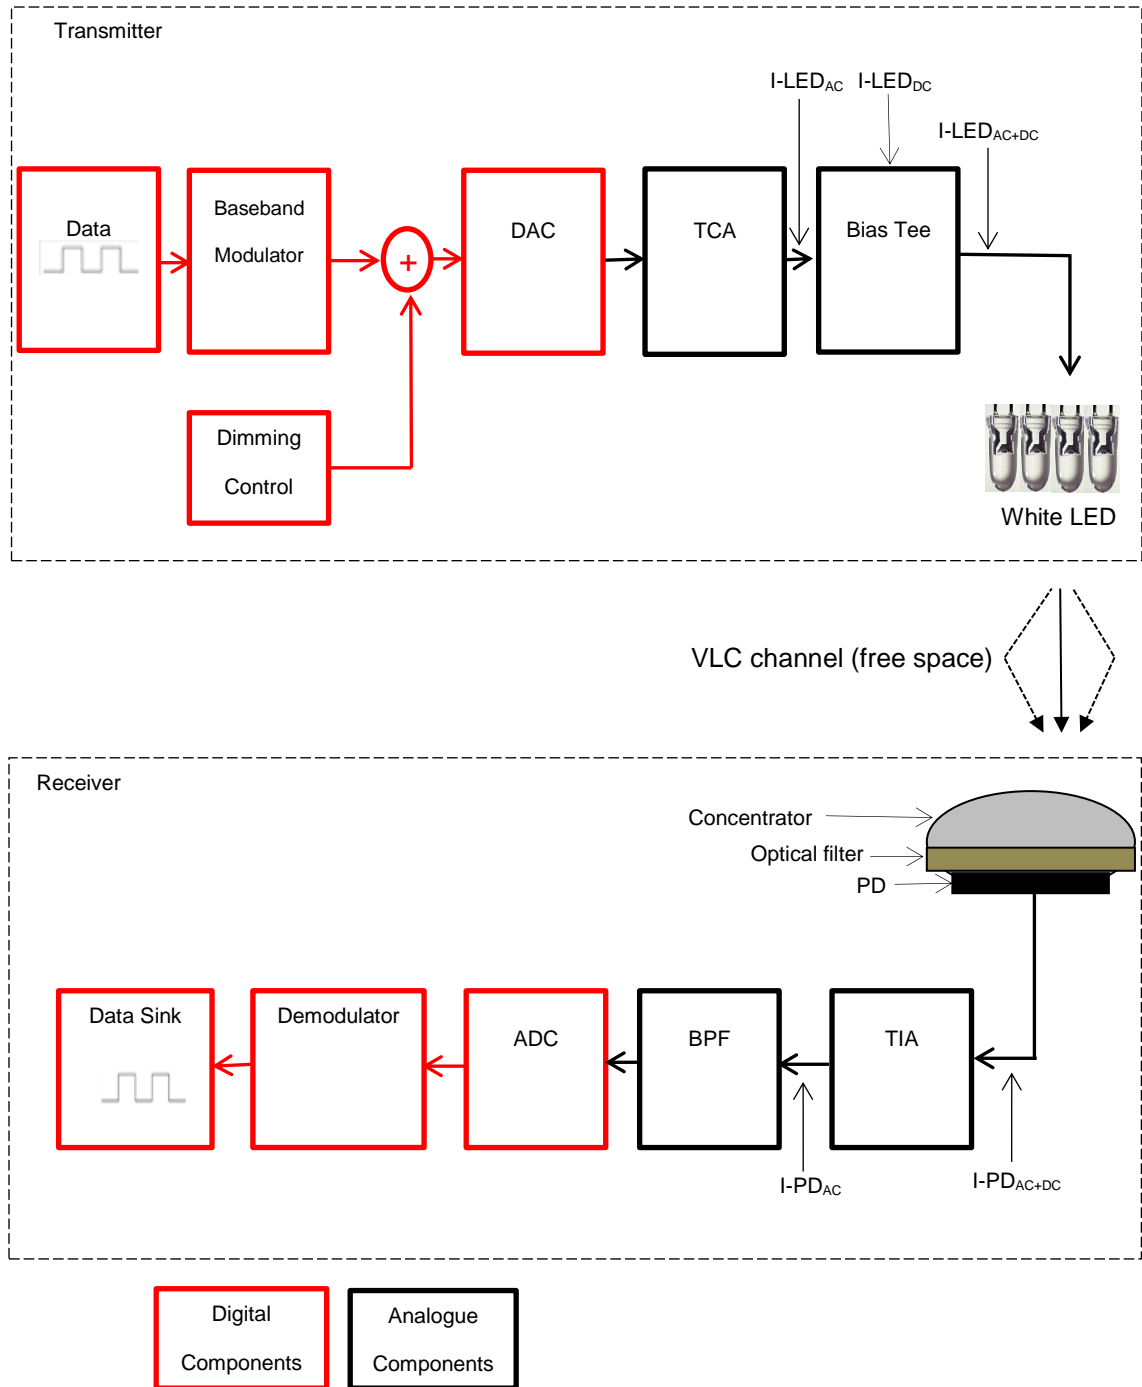 Transmitter
I-LEDAC
I-LEDDC
I-LEDAC+DC
Data
Baseband
Modulator
+
DAC
TCA
Bias Tee
Dimming
Control
White LED
VLC channel (free space)
Receiver
Concentrator
Optical filter
PD
Data Sink
Demodulator
ADC
BPF
TIA
I-PDAC
I-PDAC+DC
Digital
Components
Analogue
Components